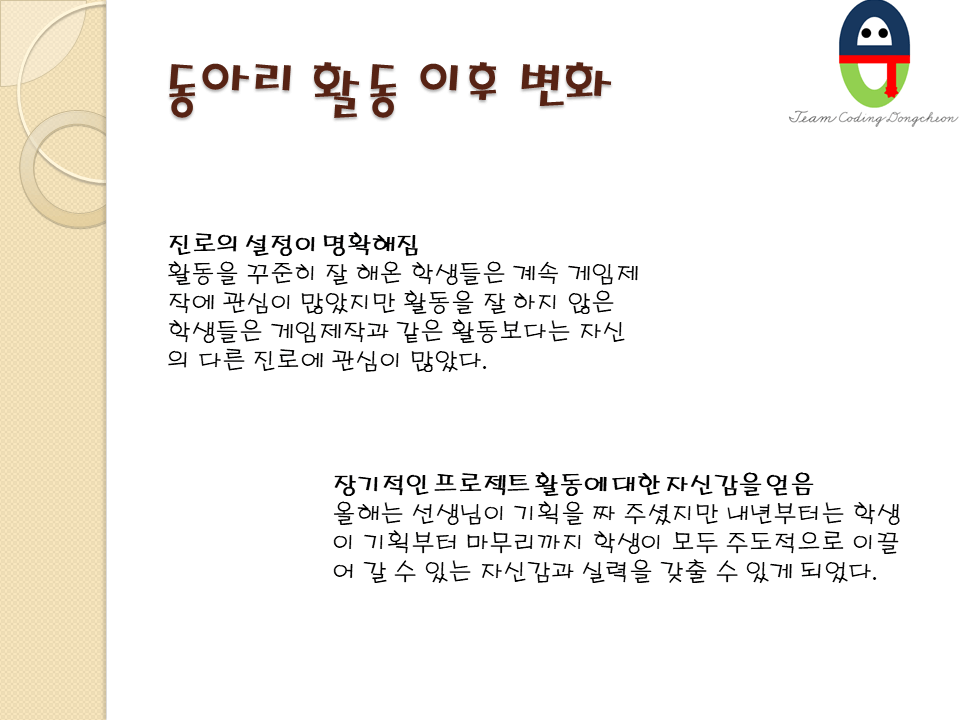 동아리 활동 이후 변화
Team Coding Dongcheon
진로의 설정이 명확해짐
활동을 꾸준히 잘 해온 학생들은 계속 게임제
작에 관심이 많았지만 활동을 잘 하지 않은
학생들은 게임제작과 같은 활동보다는 자신
의 다른 진로에 관심이 많았다.
장기적인 프로젝트 활동에 대한 자신감을 얻음
올해는 선생님이 기획을 짜 주셨지만 내년부터는 학생
이 기획부터 마무리까지 학생이 모두 주도적으로 이끌
어 갈 수 있는 자신감과 실력을 갖출 수 있게 되었다.